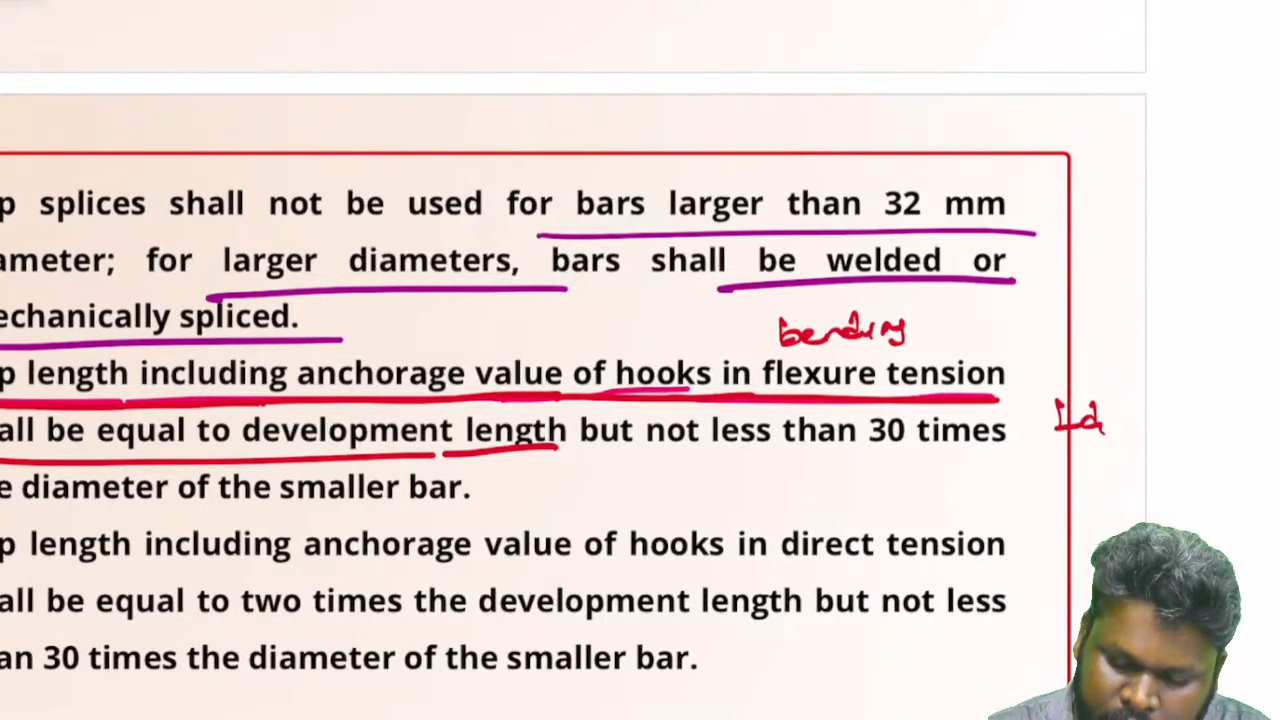 p splices shall not be used for bars larger than 32 mm
ameter; for larger diameters, bars shall be welded or
echanically spliced.
bending
p length including anchorage value of hooks in flexure tension
all be equal to development length but not less than 30 times
Ld
e diameter of the smaller bar.
p length including anchorage value of hooks in direct tension
all be equal to two times the development length but not less
an 30 times the diameter of the smaller bar.